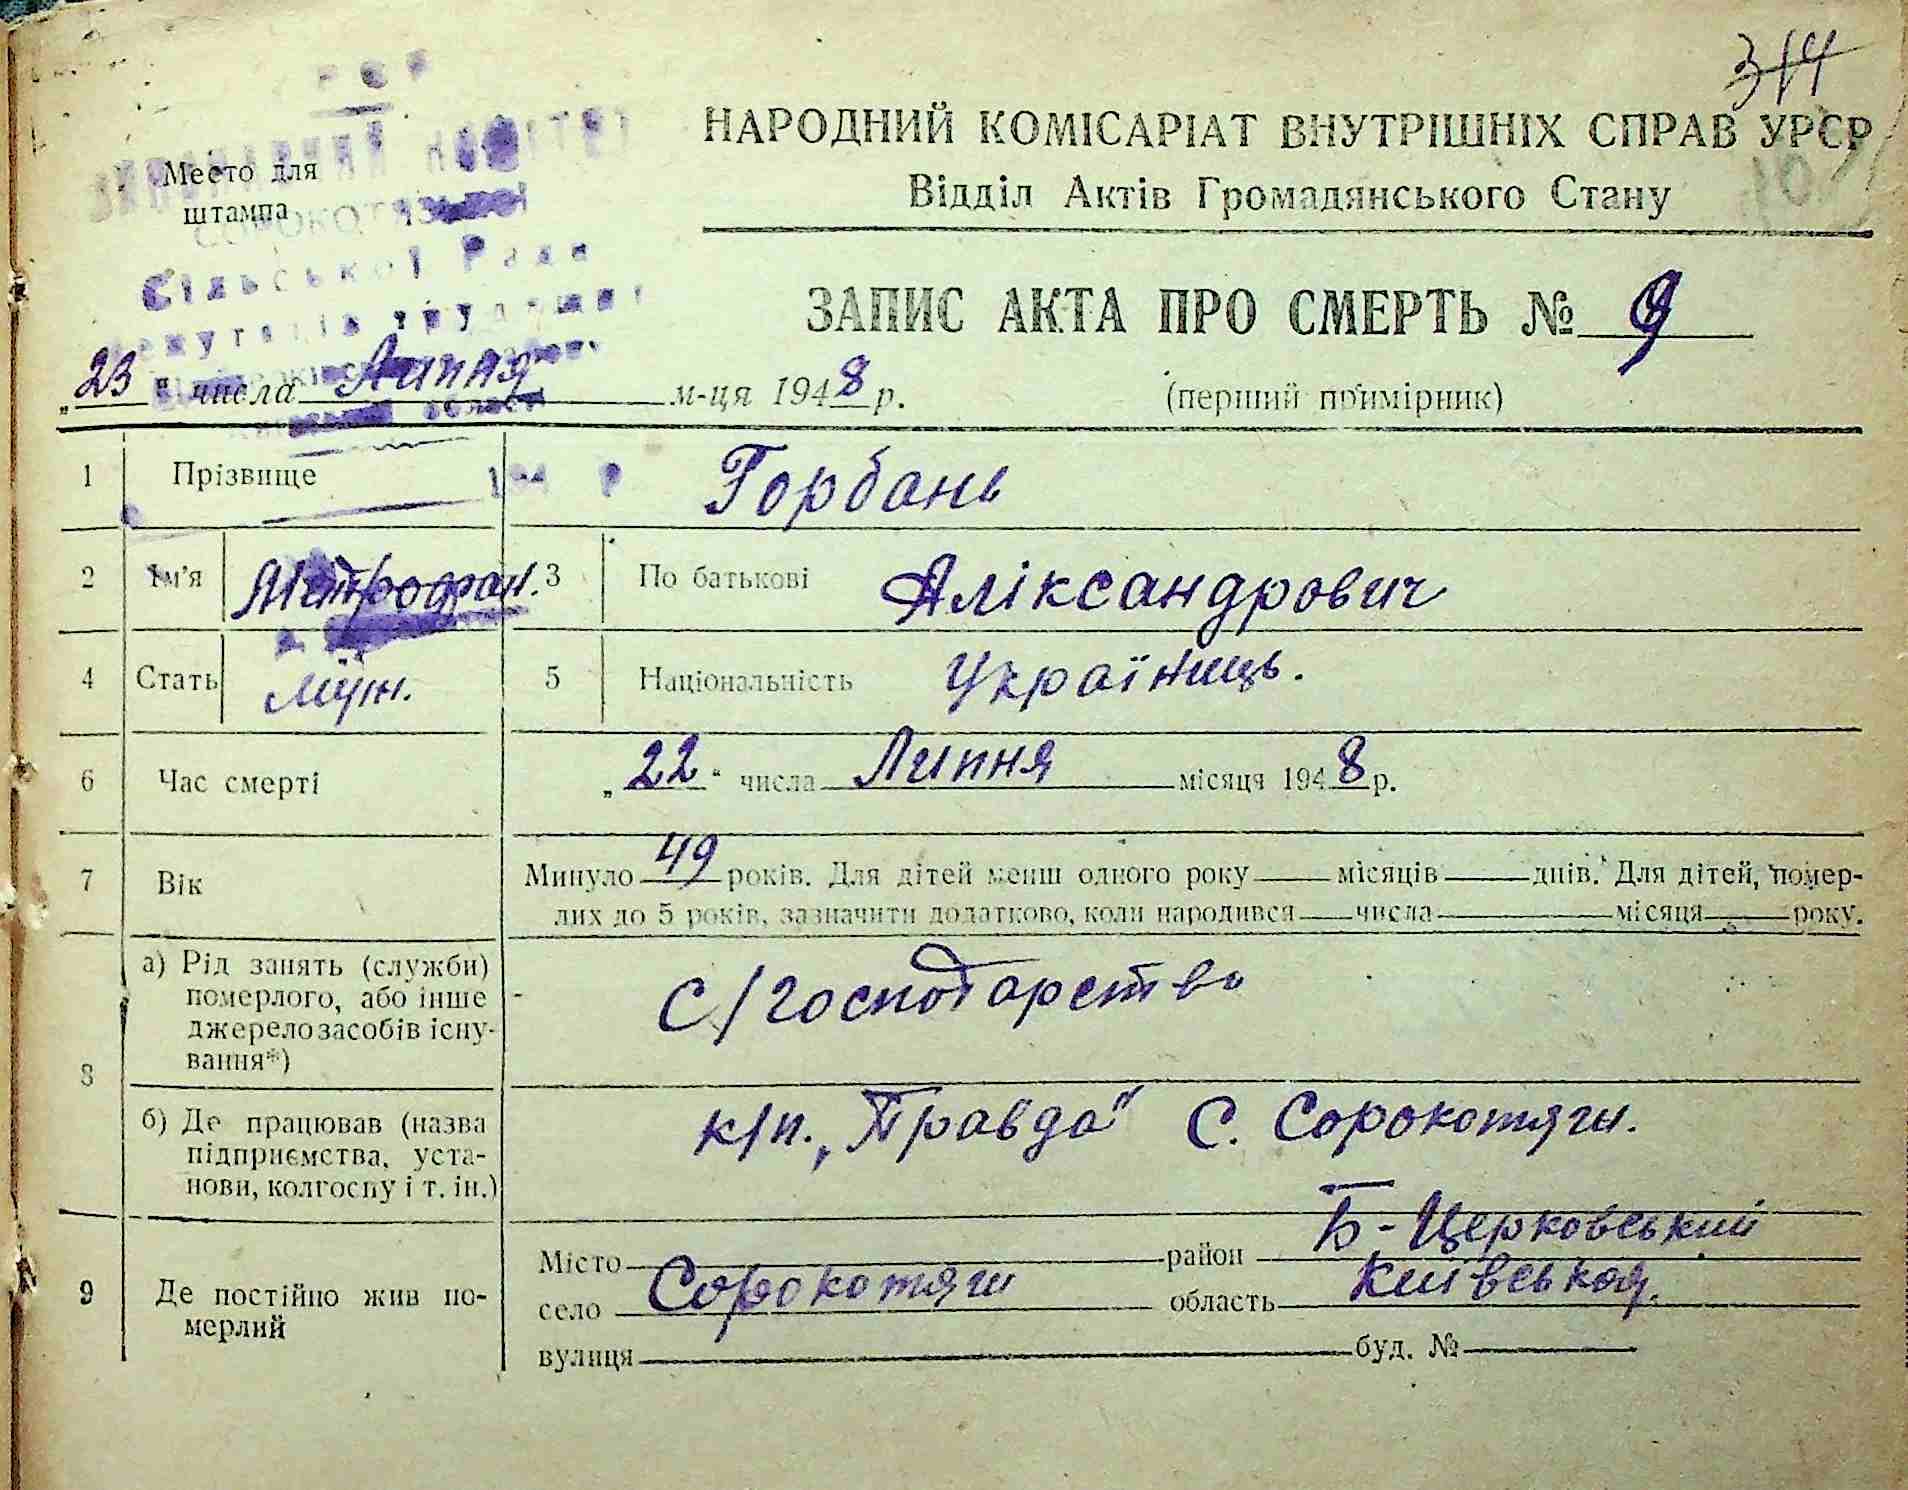 314
НАРОДНИЙ КОМІСАРІАТ ВНУТРІШНІХ СПРАВ УРСР
Відділ Актів Громадянського Стану
Место для
штампа
Сільської Ради
ЗАПИС АКТА ПРО СМЕРТЬ № 9
„23" числа Липня м-ця 1948 р.
(перший примірник)
1 Прізвище Горбань
2 Ім'я Митрофан. 3 По батькові Аліксандрович
4 Стать муж. 5 Національність Україниць.
6 Час смерті „22" числа Липня місяця 1948 р.
7 Вік Минуло 49 років. Для дітей менш одного року місяців днів. Для дітей, помер-
лих до 5 років, зазначити додатково, коли народився числа місяця року.
8 а) Рід занять (служби)
померлого, або інше
джерело засобів існу-
вання*)
С/господарство
б) Де працював (назва
підприємства, уста-
нови, колгоспу і т. ін.)
к/п. „Правда" С. Сорокотяги.
9 Де постійно жив по-
мерлий
Місто район Б-Церковський
село Сорокотяги область Київськая.
вулиця буд. №